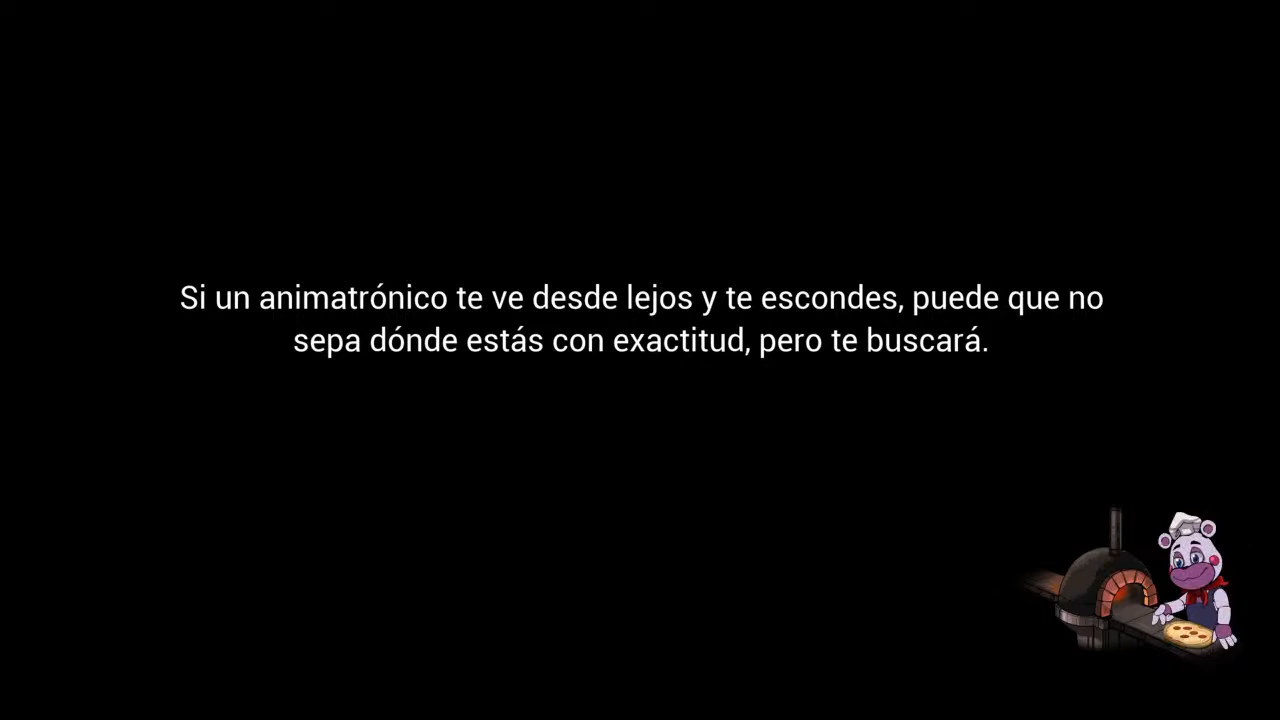 Si un animatrónico te ve desde lejos y te escondes, puede que no
sepa dónde estás con exactitud, pero te buscará.